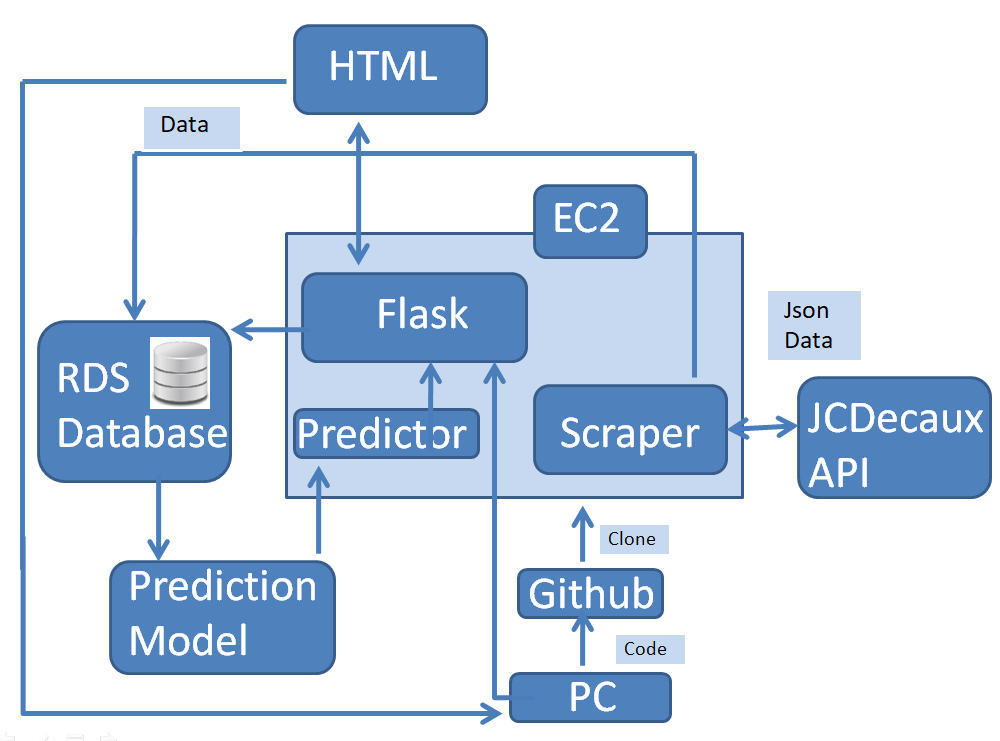 HTML
Data
EC2
Flask
Json
Data
RDS
Database
Predictor
Scraper
JCDecaux
API
Clone
Prediction
Model
Github
Code
PC